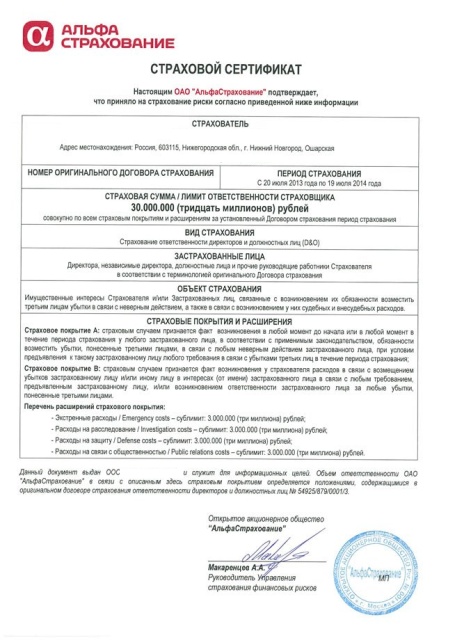 АЛЬФА
СТРАХОВАНИЕ
СТРАХОВОЙ СЕРТИФИКАТ
Настоящим ОАО "АльфаСтрахование" подтверждает,
что приняло на страхование риски согласно приведенной ниже информации
СТРАХОВАТЕЛЬ
Адрес местонахождения: Россия, 603115, Нижегородская обл., г. Нижний Новгород, Ошарская
НОМЕР ОРИГИНАЛЬНОГО ДОГОВОРА СТРАХОВАНИЯ
ПЕРИОД СТРАХОВАНИЯ
С 20 июля 2013 года по 19 июля 2014 года
СТРАХОВАЯ СУММА / ЛИМИТ ОТВЕТСТВЕННОСТИ СТРАХОВЩИКА
30.000.000 (тридцать миллионов) рублей
совокупно по всем страховым покрытиям и расширениям за установленный Договором страхования период страхования
ВИД СТРАХОВАНИЯ
Страхование ответственности директоров и должностных лиц (D&O)
ЗАСТРАХОВАННЫЕ ЛИЦА
Директора, независимые директора, должностные лица и прочие руководящие работники Страхователя
в соответствии с терминологией оригинального Договора страхования
ОБЪЕКТ СТРАХОВАНИЯ
Имущественные интересы Страхователя и/или Застрахованных лиц, связанные с возникновением их обязанности возместить
третьим лицам убытки в связи с неверным действием, а также в связи с возникновением у них судебных и внесудебных расходов.
СТРАХОВЫЕ ПОКРЫТИЯ И РАСШИРЕНИЯ
Страховое покрытие А: страховым случаем признается факт возникновения в любой момент до начала или в любой момент в
течение периода страхования у любого застрахованного лица, в соответствии с применимым законодательством, обязанности
возместить убытки, понесенные третьими лицами, в связи с любым неверным действием застрахованного лица, при условии
предъявления к такому застрахованному лицу любого требования в связи с убытками третьих лиц в течение периода страхования.
Страховое покрытие В: страховым случаем признается факт возникновения у страхователя расходов в связи с возмещением
убытков застрахованному лицу и/или иному лицу в интересах (от имени) застрахованного лица в связи с любым требованием,
предъявленным застрахованному лицу, и/или возникновением ответственности застрахованного лица за любые убытки,
понесенные третьими лицами.
Перечень расширений страхового покрытия:
- Экстренные расходы / Emergency costs – сублимит: 3.000.000 (три миллиона) рублей;
- Расходы на расследование / Investigation costs – сублимит: 3.000.000 (три миллиона) рублей;
- Расходы на защиту / Defense costs – сублимит: 3.000.000 (три миллиона) рублей;
- Расходы на связи с общественностью / Public relations costs – сублимит: 3.000.000 (три миллиона) рублей.
Данный документ выдан ООС и служит для информационных целей. Объем ответственности ОАО
"АльфаСтрахование" в связи с описанным здесь страховым покрытием определяется положениями, содержащимися в
оригинальном договоре страхования ответственности директоров и должностных лиц № 54925/879/0001/3.
Открытое акционерное общество
"АльфаСтрахование"
Макаренцев А.А.
Руководитель Управления
страхования финансовых рисков
"АльфаСтрахование"
МП